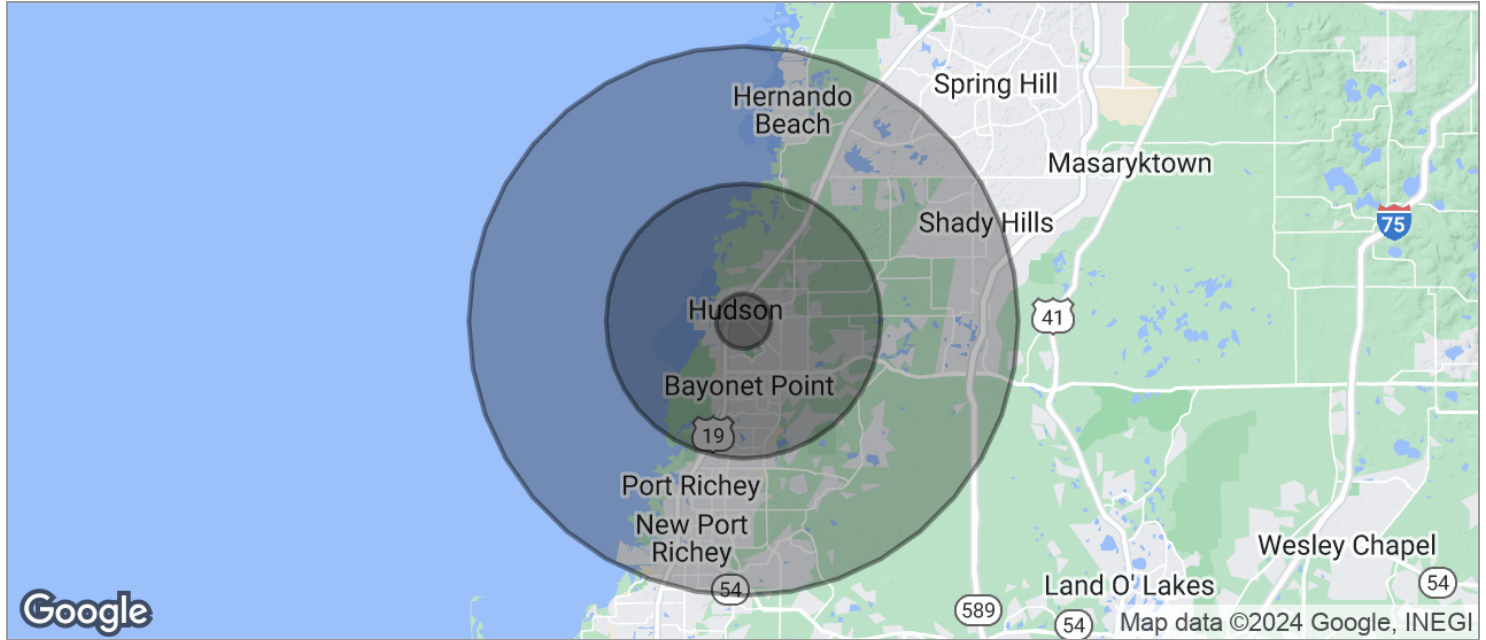 Spring Hill
Hernando
Beach
Masaryktown
Shady Hills
75
Hudson
41
Bayonet Point
19
Port Richey
New Port
Richey
Wesley Chapel
54
Land O' Lakes
54
589
54
Google
Map data ©2024 Google, INEGI